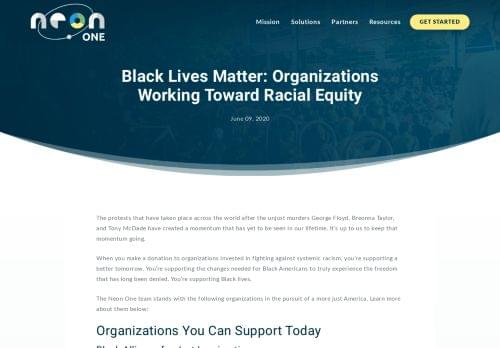 neon
ONE
Mission Solutions Partners Resources GET STARTED
Black Lives Matter: Organizations
Working Toward Racial Equity
June 09, 2020
The protests that have taken place across the world after the unjust murders George Floyd, Breonna Taylor,
and Tony McDade have created a momentum that has yet to be seen in our lifetime. It's up to us to keep that
momentum going.
When you make a donation to organizations invested in fighting against systemic racism, you're supporting a
better tomorrow. You're supporting the changes needed for Black Americans to truly experience the freedom
that has long been denied. You're supporting Black lives.
The Neon One team stands with the following organizations in the pursuit of a more just America. Learn more
about them below:
Organizations You Can Support Today